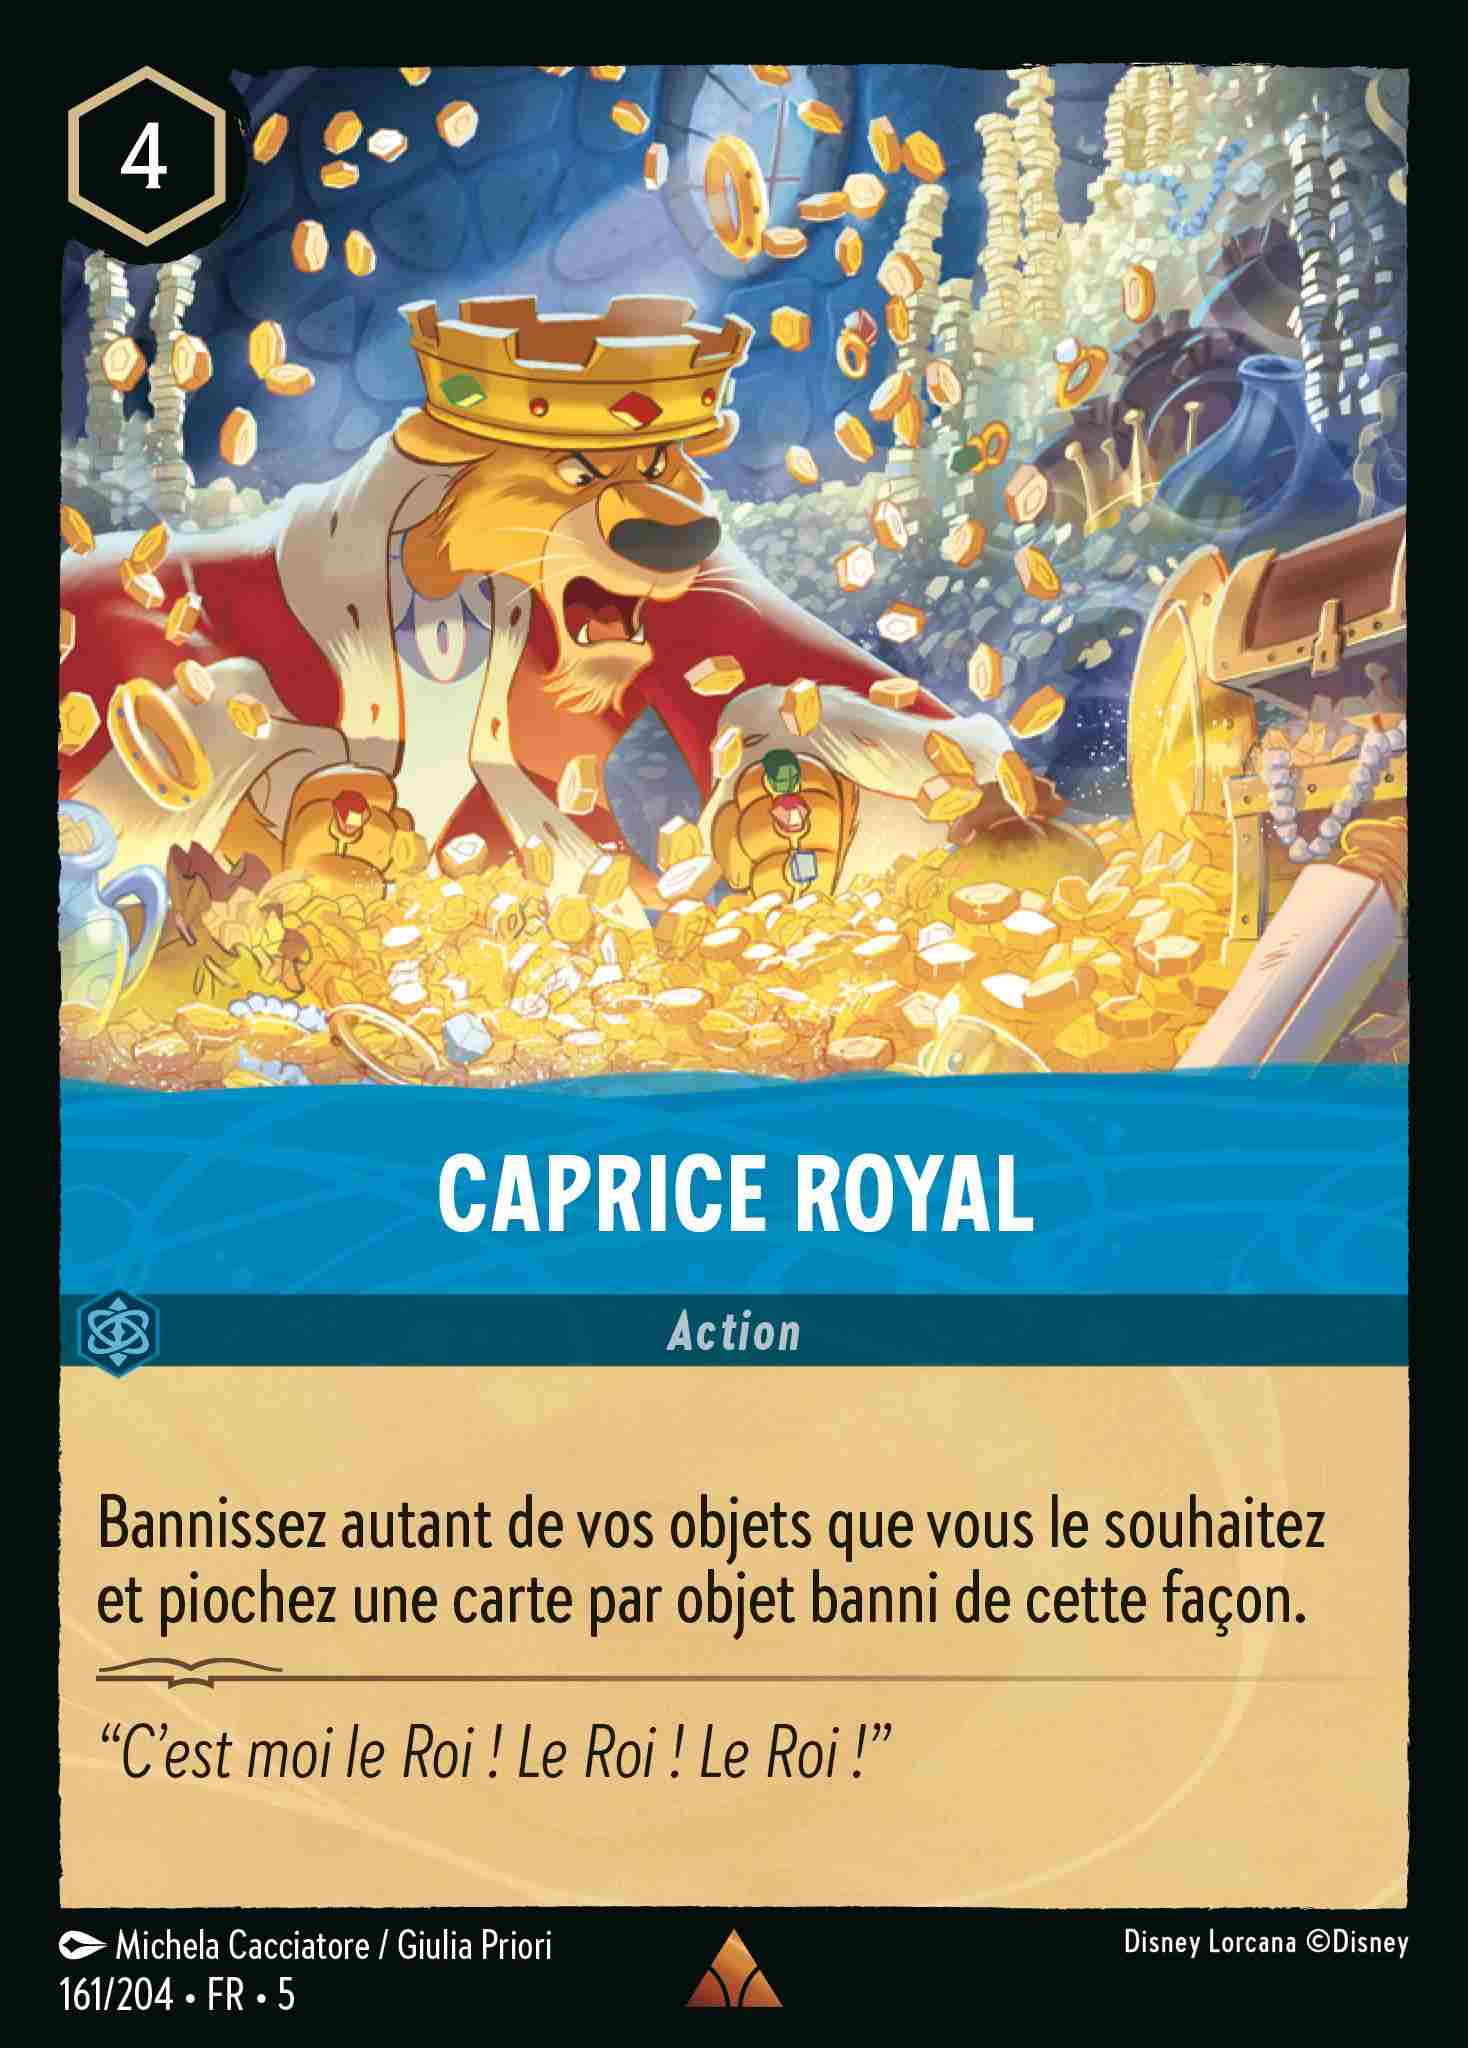 4
CAPRICE ROYAL
Action
Bannissez autant de vos objets que vous le souhaitez
et piochez une carte par objet banni de cette façon.
“C’est moi le Roi ! Le Roi ! Le Roi !”
Michela Cacciatore / Giulia Priori
Disney Lorcana ©Disney
161/204 • FR • 5